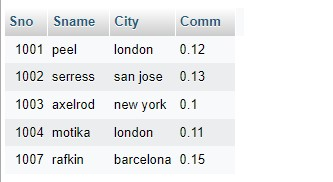 Sno Sname City Comm
1001 peel london 0.12
1002 serress san jose 0.13
1003 axelrod new york 0.1
1004 motika london 0.11
1007 rafkin barcelona 0.15